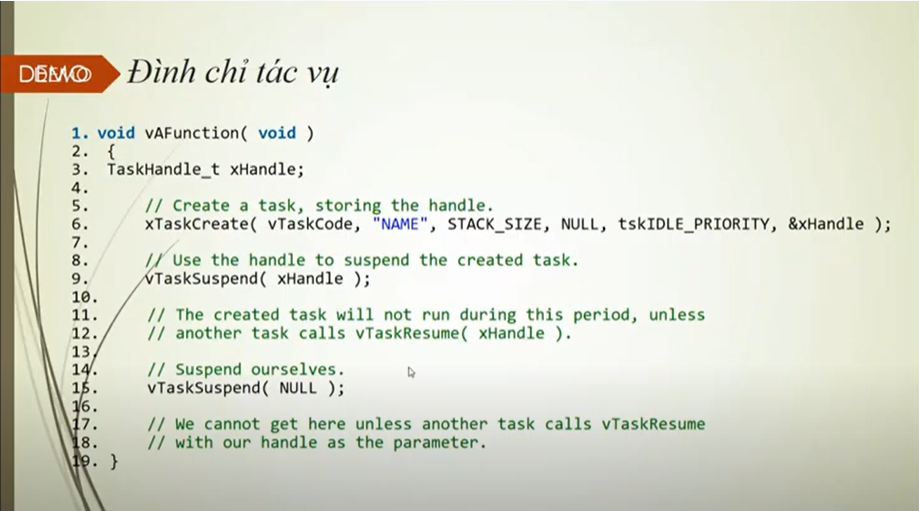 DEMO
Đình chỉ tác vụ
1. void vAFunction( void )
2. {
3. TaskHandle_t xHandle;
4.
5. // Create a task, storing the handle.
6. xTaskCreate( vTaskCode, "NAME", STACK_SIZE, NULL, tskIDLE_PRIORITY, &xHandle );
7.
8. // Use the handle to suspend the created task.
9. vTaskSuspend( xHandle );
10.
11. // The created task will not run during this period, unless
12. // another task calls vTaskResume( xHandle ).
13.
14. // Suspend ourselves.
15. vTaskSuspend( NULL );
16.
17. // We cannot get here unless another task calls vTaskResume
18. // with our handle as the parameter.
19. }